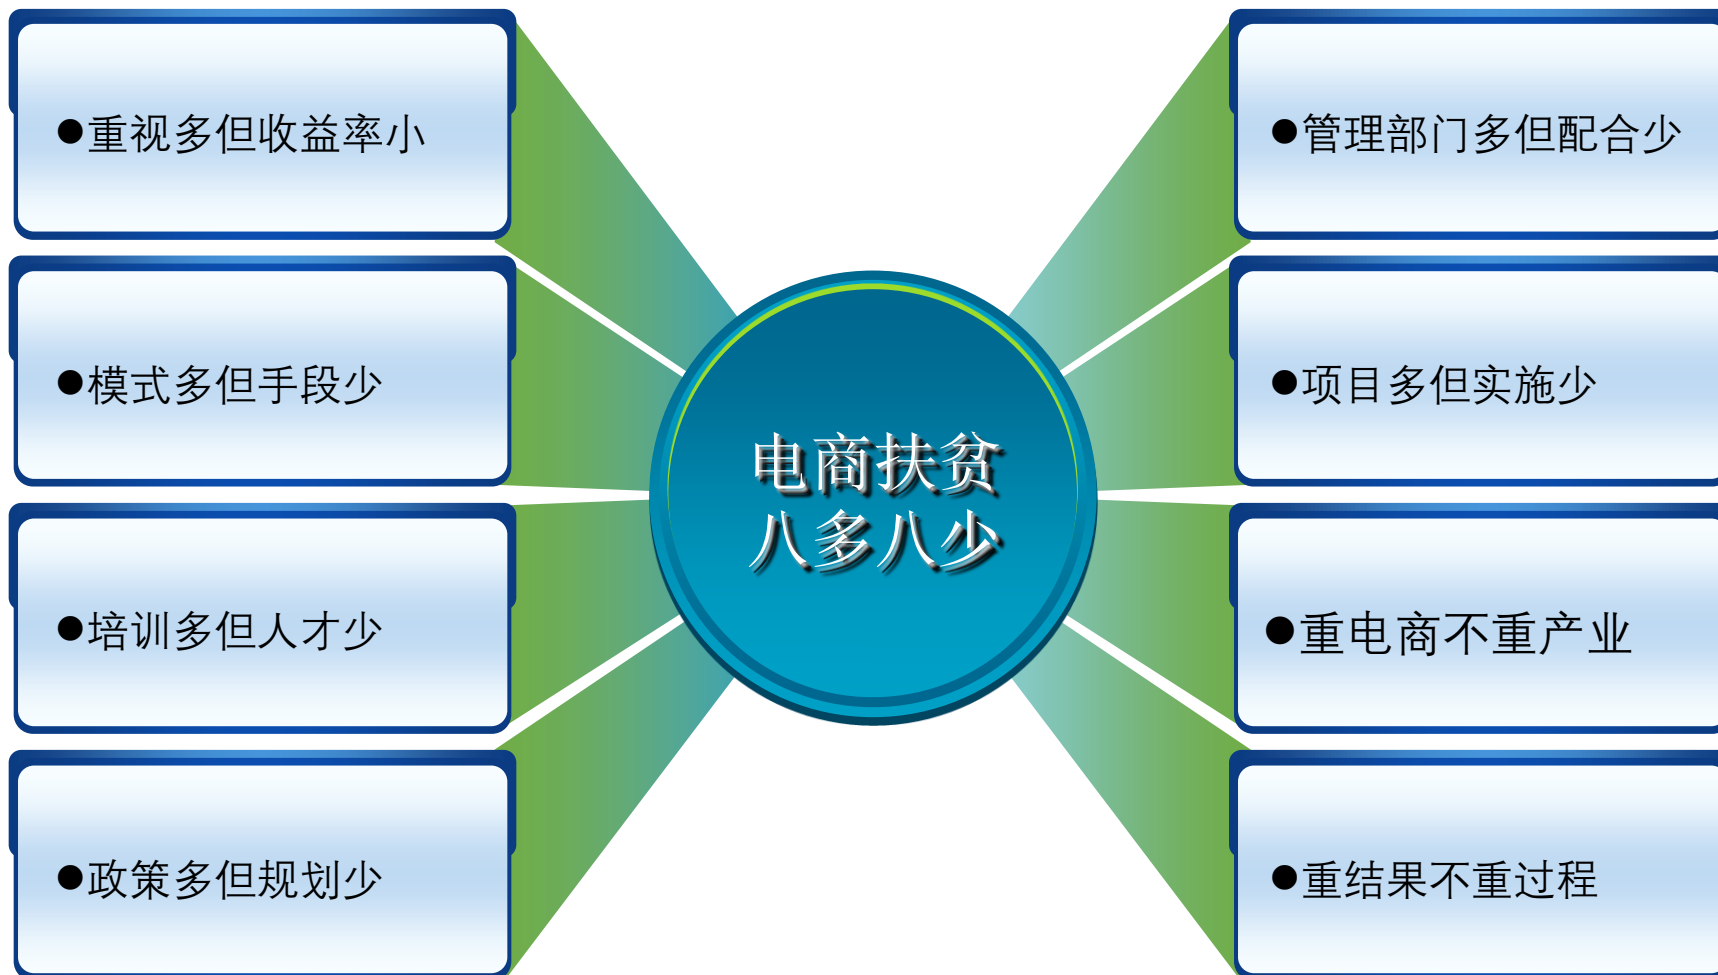 ●重视多但收益率小
●模式多但手段少
●培训多但人才少
●政策多但规划少
电商扶贫
八多八少
●管理部门多但配合少
●项目多但实施少
●重电商不重产业
●重结果不重过程